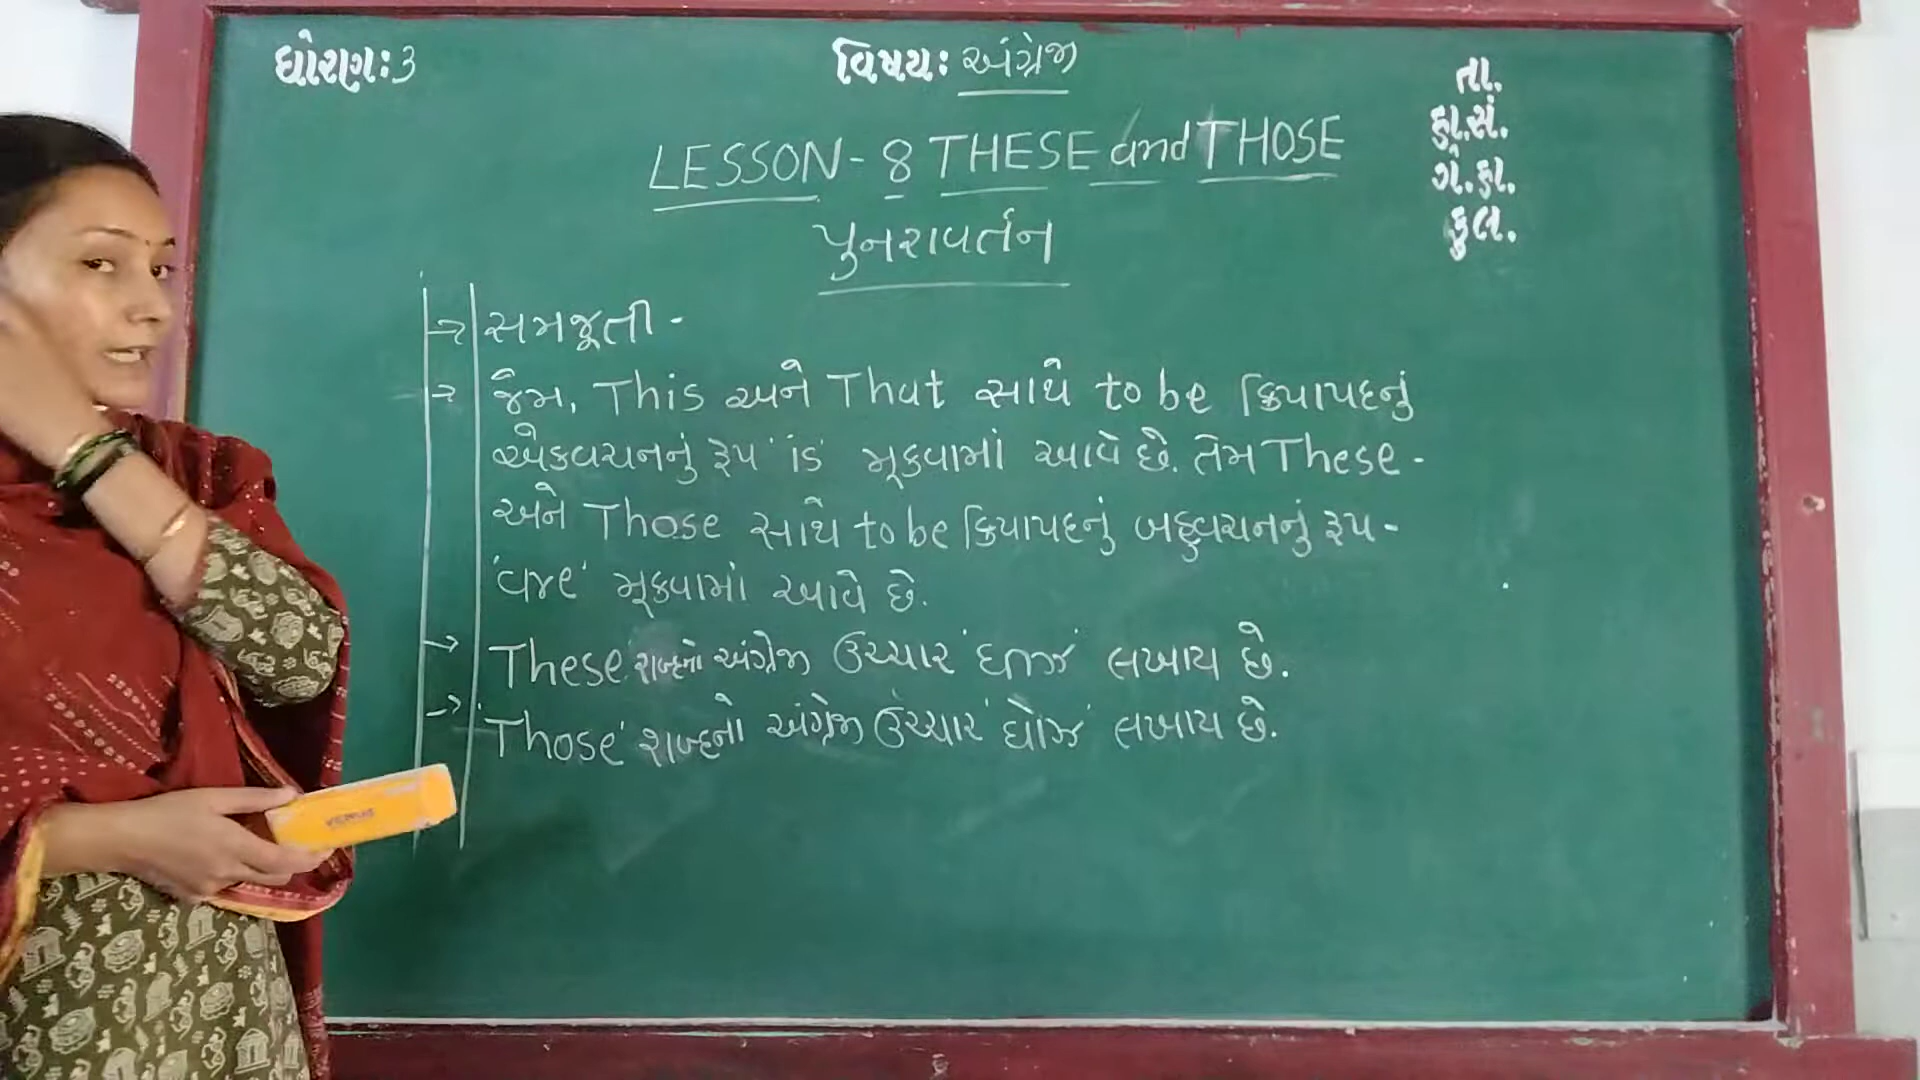 ધોરણ: 3
વિષય: અંગ્રેજી
તા.
હા.સં.
ગે.હા.
કુલ.
LESSON - 8 THESE and THOSE
પુનરાવર્તન
→ સમજૂતી -
→ જેમ, This અને That સાથે to be ક્રિયાપદનું
એકવચનનું રૂપ 'is' મૂકવામાં આવે છે. તેમ These -
અને Those સાથે to be ક્રિયાપદનું બહુવચનનું રૂપ -
'are' મૂકવામાં આવે છે.
→ These' શબ્દનો અંગ્રેજી ઉચ્ચાર 'ધીઝ' લખાય છે.
→ 'Those' શબ્દનો અંગ્રેજી ઉચ્ચાર 'ધોઝ' લખાય છે.